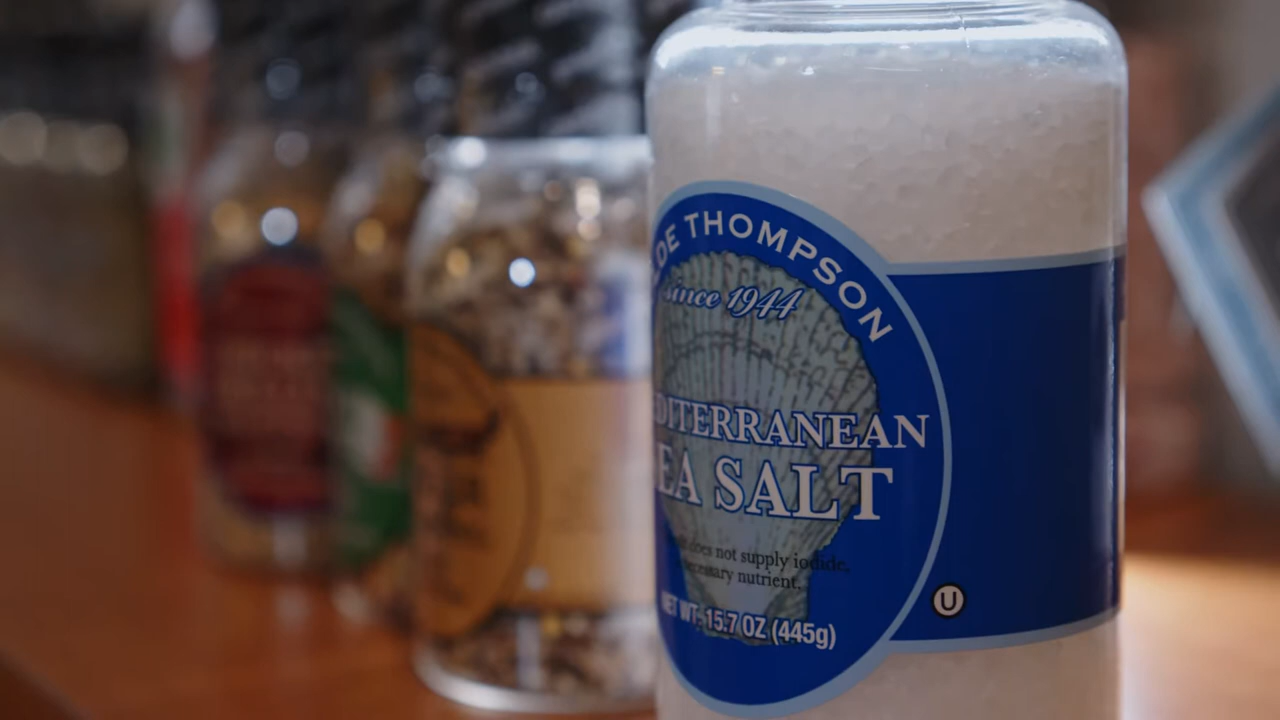 DE THOMPSON
since 1944
DITERRANEAN
EA SALT
does not supply iodide,
necessary nutrient.
NET WT. 15.7 OZ (445g)
U